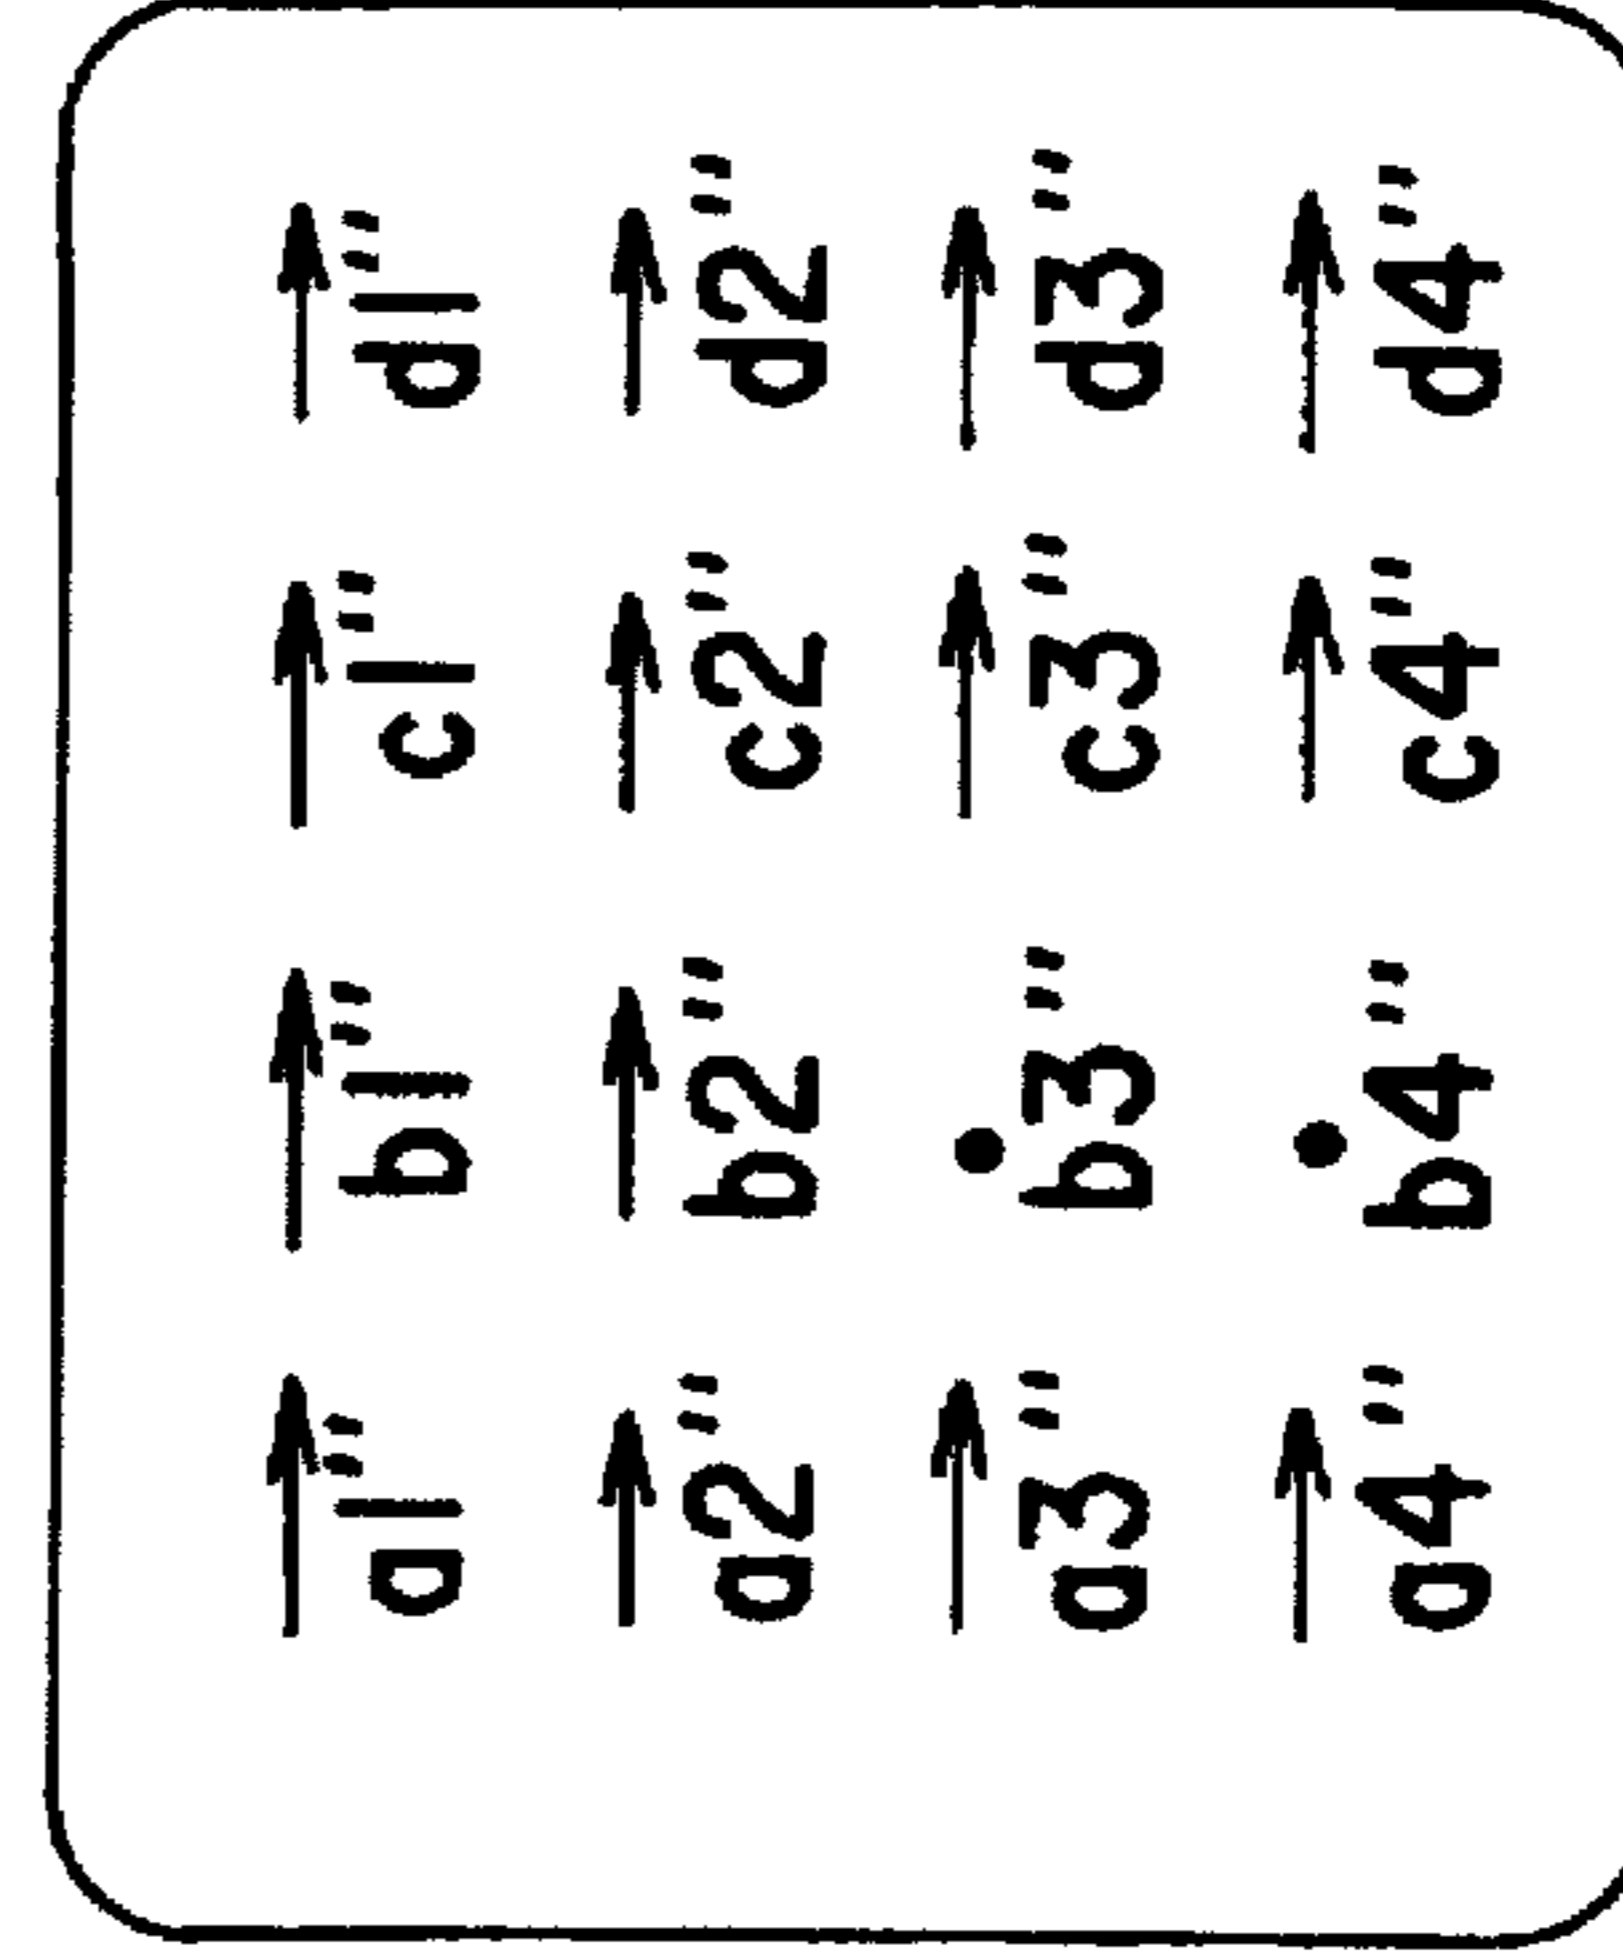 a1" b1" c1" d1"
a2" b2" c2" d2"
a3" b3" c3" d3"
a4" b4" c4" d4"